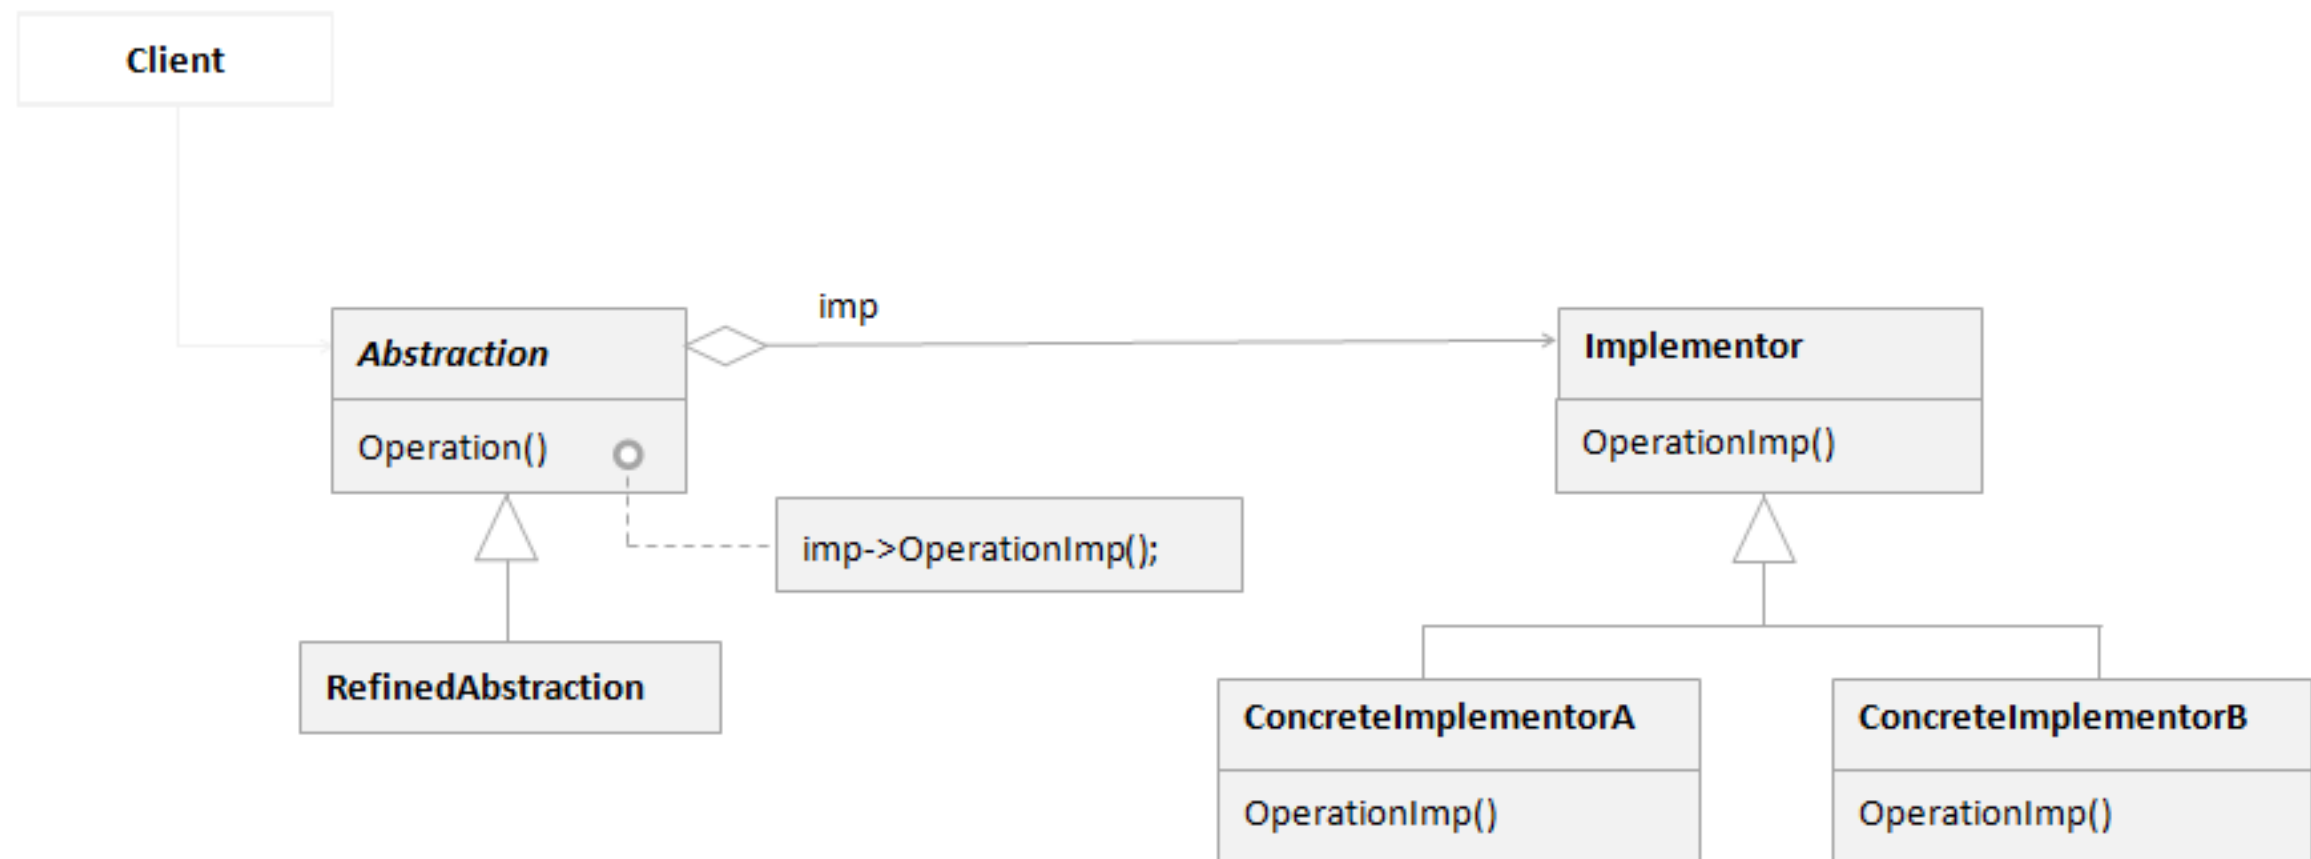 Client
imp
Abstraction
Implementor
Operation()
OperationImp()
imp->OperationImp();
RefinedAbstraction
ConcreteImplementorA
ConcreteImplementorB
OperationImp()
OperationImp()